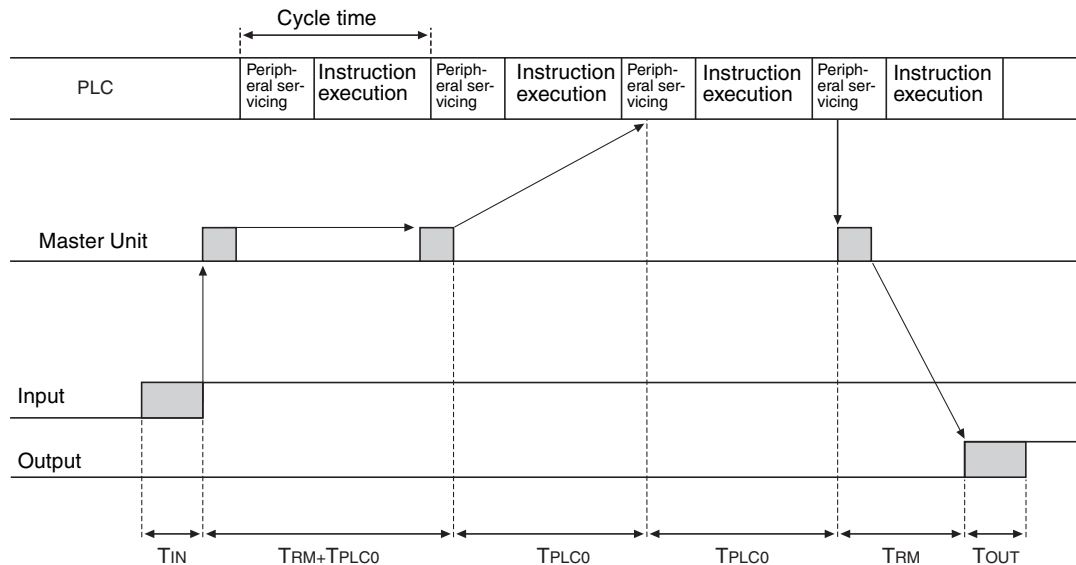 Cycle time
PLC
Periph-
eral ser-
vicing
Instruction
execution
Periph-
eral ser-
vicing
Instruction
execution
Periph-
eral ser-
vicing
Instruction
execution
Periph-
eral ser-
vicing
Instruction
execution
Master Unit
Input
Output
TIN
TRM+TPLC0
TPLC0
TPLC0
TRM
TOUT